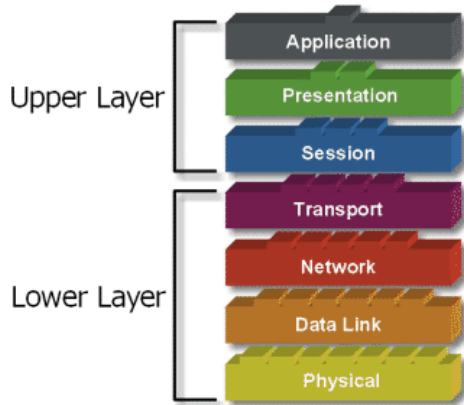 Application
Presentation
Upper Layer
Session
Transport
Network
Lower Layer
Data Link
Physical